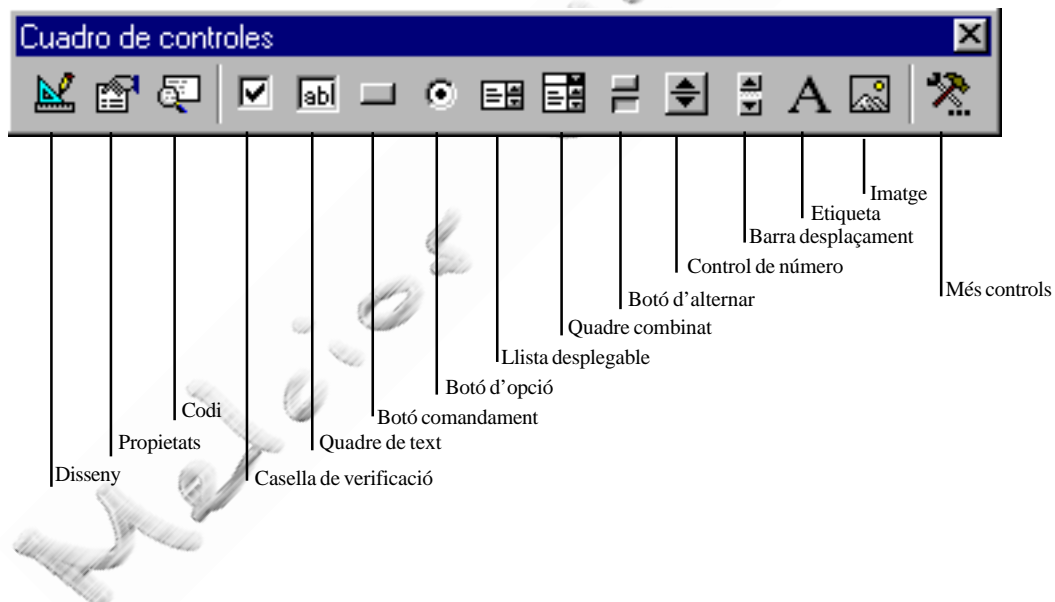 Cuadro de controles
abl
A
Imatge
Etiqueta
Barra desplaçament
Control de número
Més controls
Botó d'alternar
Quadre combinat
Llista desplegable
Botó d'opció
Codi
Botó comandament
Propietats
Quadre de text
Disseny
Casella de verificació